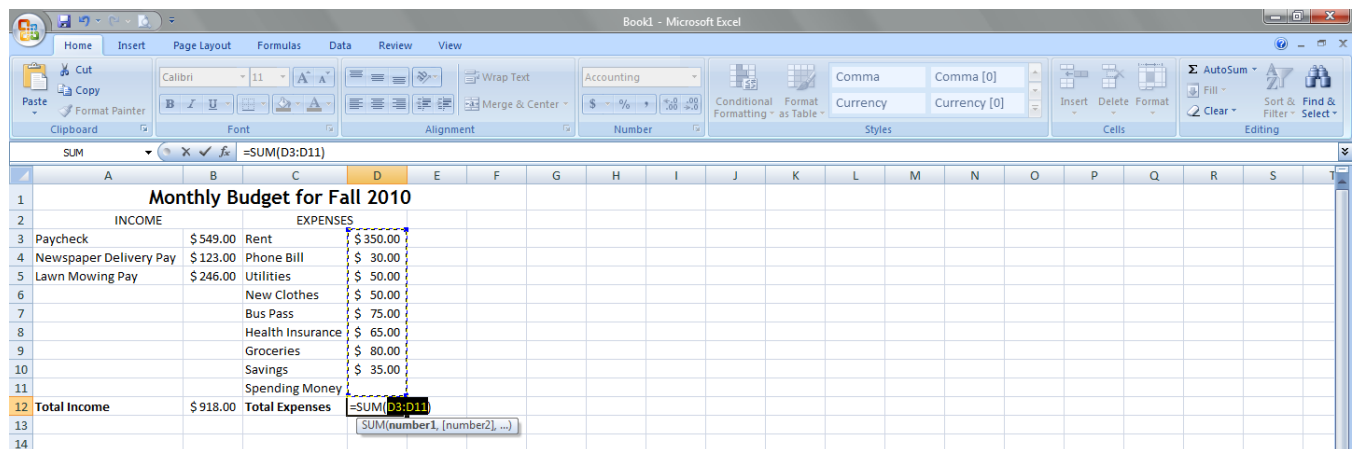 Book1 - Microsoft Excel
Home Insert Page Layout Formulas Data Review View
Cut
Copy
Format Painter
Paste
Clipboard
Calibri 11 A A
B I U A
Font
Wrap Text
Merge & Center
Alignment
Accounting
$ % , .0 .00 .00 .0
Number
Conditional Formatting
Format as Table
Comma Comma [0]
Currency Currency [0]
Styles
Insert Delete Format
Cells
Σ AutoSum
Fill
Clear
Sort & Filter
Find & Select
Editing
SUM fx =SUM(D3:D11)
A B C D E F G H I J K L M N O P Q R S T
1 Monthly Budget for Fall 2010
2 INCOME EXPENSES
3 Paycheck $ 549.00 Rent $ 350.00
4 Newspaper Delivery Pay $ 123.00 Phone Bill $ 30.00
5 Lawn Mowing Pay $ 246.00 Utilities $ 50.00
6 New Clothes $ 50.00
7 Bus Pass $ 75.00
8 Health Insurance $ 65.00
9 Groceries $ 80.00
10 Savings $ 35.00
11 Spending Money
12 Total Income $ 918.00 Total Expenses =SUM(D3:D11)
13 SUM(number1, [number2], ...)
14